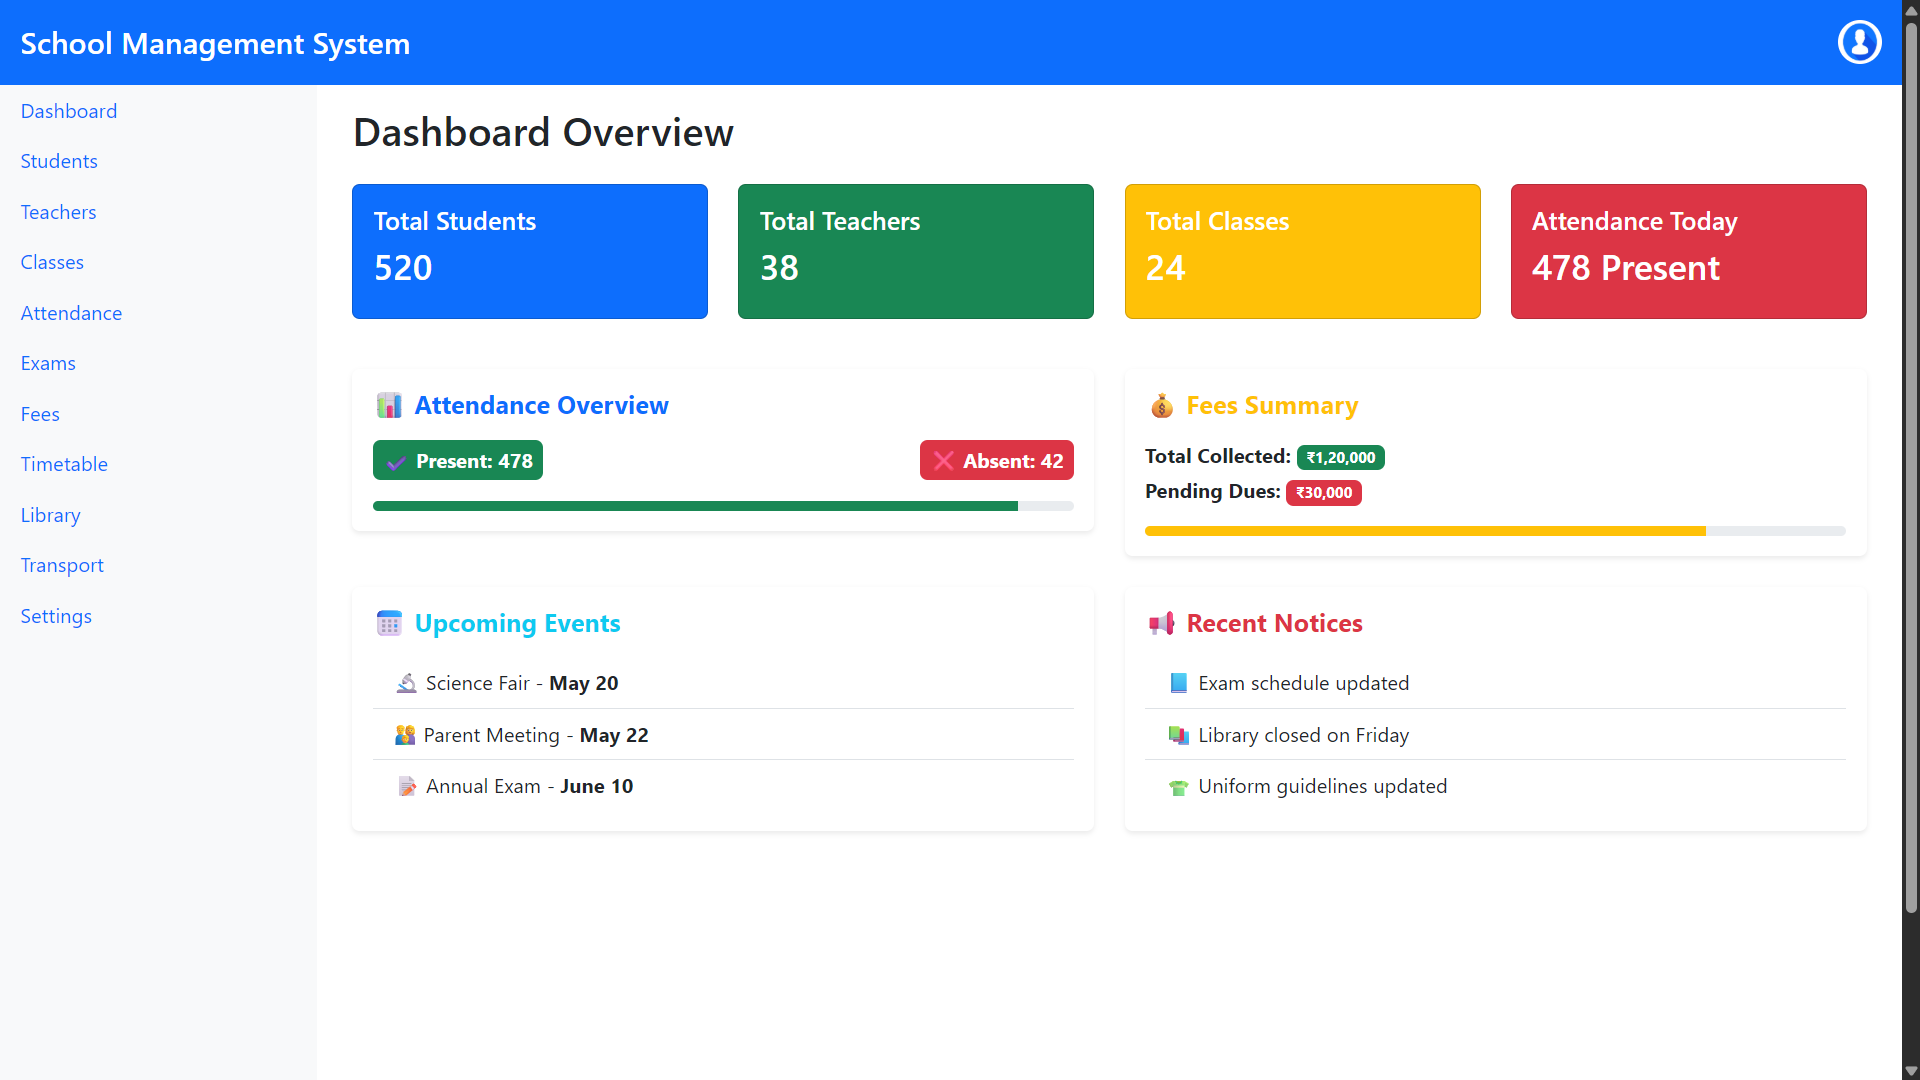 School Management System
Dashboard
Students
Teachers
Classes
Attendance
Exams
Fees
Timetable
Library
Transport
Settings
Dashboard Overview
Total Students
520
Total Teachers
38
Total Classes
24
Attendance Today
478 Present
Attendance Overview
Present: 478
Absent: 42
Fees Summary
Total Collected: ₹1,20,000
Pending Dues: ₹30,000
Upcoming Events
Science Fair - May 20
Parent Meeting - May 22
Annual Exam - June 10
Recent Notices
Exam schedule updated
Library closed on Friday
Uniform guidelines updated